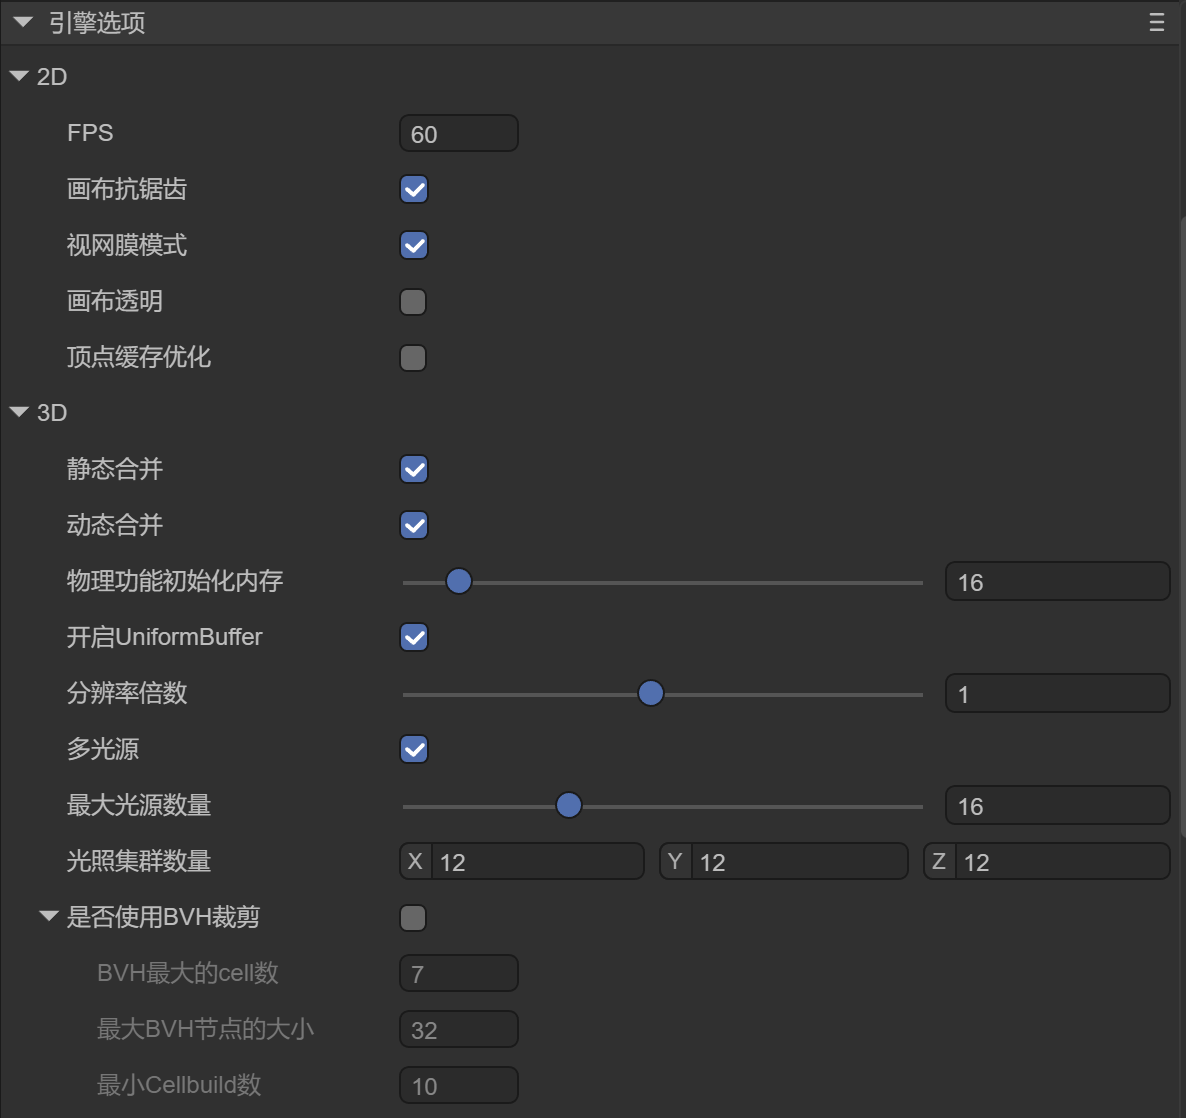 引擎选项
2D
FPS 60
画布抗锯齿
视网膜模式
画布透明
顶点缓存优化
3D
静态合并
动态合并
物理功能初始化内存 16
开启UniformBuffer
分辨率倍数 1
多光源
最大光源数量 16
光照集群数量 X 12 Y 12 Z 12
是否使用BVH裁剪
BVH最大的cell数 7
最大BVH节点的大小 32
最小Cellbuild数 10